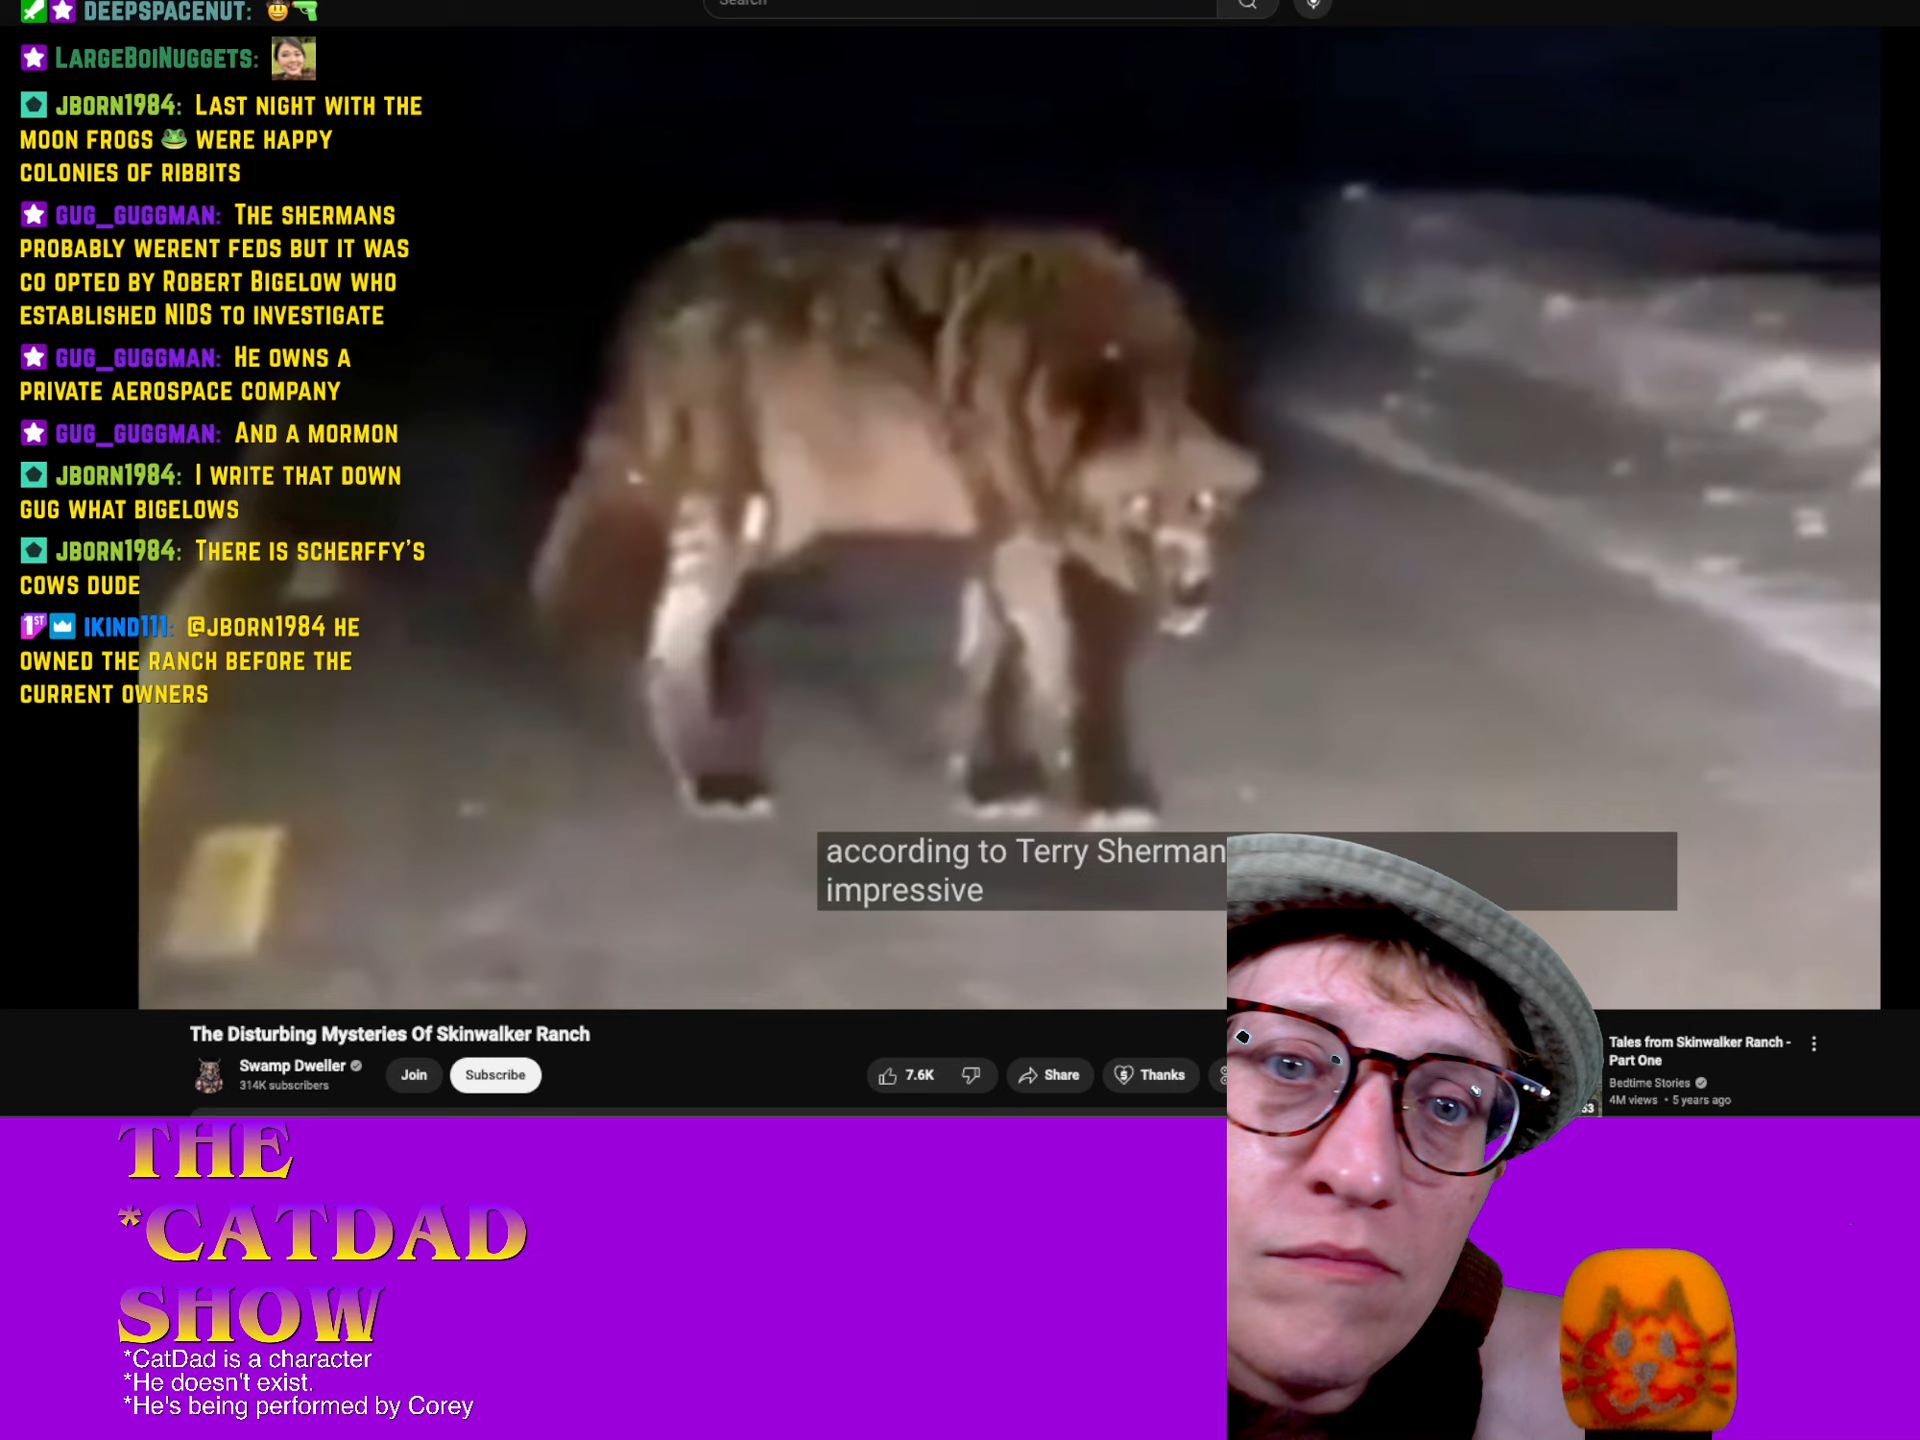 DEEPSPACENUT:
Search
LARGEBOINUGGETS:
JBORN1984: LAST NIGHT WITH THE
MOON FROGS 🐸 WERE HAPPY
COLONIES OF RIBBITS
GUG_GUGGMAN: THE SHERMANS
PROBABLY WERENT FEDS BUT IT WAS
CO OPTED BY ROBERT BIGELOW WHO
ESTABLISHED NIDS TO INVESTIGATE
GUG_GUGGMAN: HE OWNS A
PRIVATE AEROSPACE COMPANY
GUG_GUGGMAN: AND A MORMON
JBORN1984: I WRITE THAT DOWN
GUG WHAT BIGELOWS
JBORN1984: THERE IS SCHERFFY'S
COWS DUDE
1ST IKIND111: @JBORN1984 HE
OWNED THE RANCH BEFORE THE
CURRENT OWNERS
according to Terry Sherman
impressive
The Disturbing Mysteries Of Skinwalker Ranch
Swamp Dweller
314K subscribers
Join
Subscribe
7.6K
Share
Thanks
Tales from Skinwalker Ranch -
Part One
Bedtime Stories
4M views • 5 years ago
53
THE
*CATDAD
SHOW
*CatDad is a character
*He doesn't exist.
*He's being performed by Corey